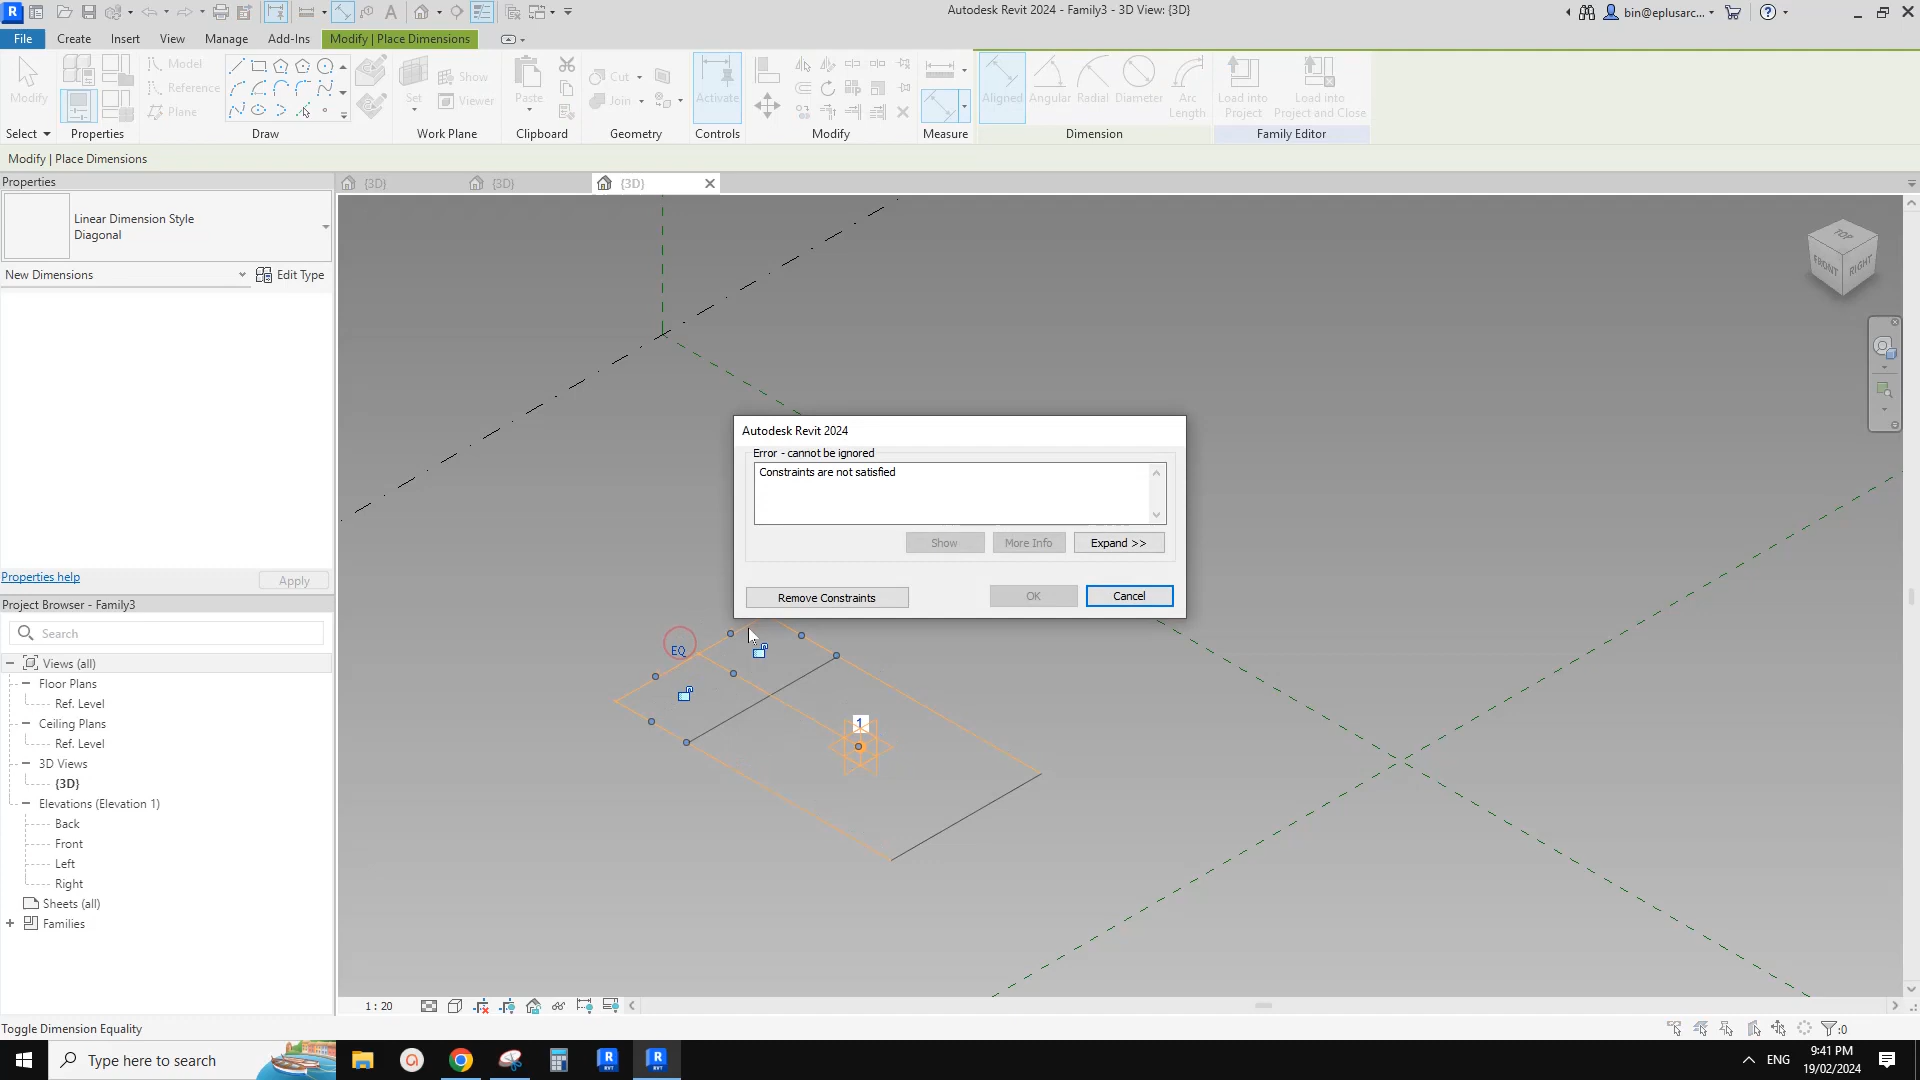 Autodesk Revit 2024 - Family3 - 3D View: {3D}
bin@eplusarc...
File
Create
Insert
View
Manage
Add-Ins
Modify | Place Dimensions
Modify
Model
Reference
Plane
Set
Show
Viewer
Paste
Cut
Join
Activate
Aligned
Angular
Radial
Diameter
Arc
Length
Load into
Project
Load into
Project and Close
Select
Properties
Draw
Work Plane
Clipboard
Geometry
Controls
Modify
Measure
Dimension
Family Editor
Modify | Place Dimensions
Properties
{3D}
{3D}
{3D}
Linear Dimension Style
Diagonal
New Dimensions
Edit Type
Properties help
Apply
TOP
FRONT
RIGHT
Autodesk Revit 2024
Error - cannot be ignored
Constraints are not satisfied
Show
More Info
Expand >>
Remove Constraints
OK
Cancel
EQ
1
Project Browser - Family3
Search
Views (all)
Floor Plans
Ref. Level
Ceiling Plans
Ref. Level
3D Views
{3D}
Elevations (Elevation 1)
Back
Front
Left
Right
Sheets (all)
Families
1 : 20
Toggle Dimension Equality
:0
Type here to search
ENG
9:41 PM
19/02/2024